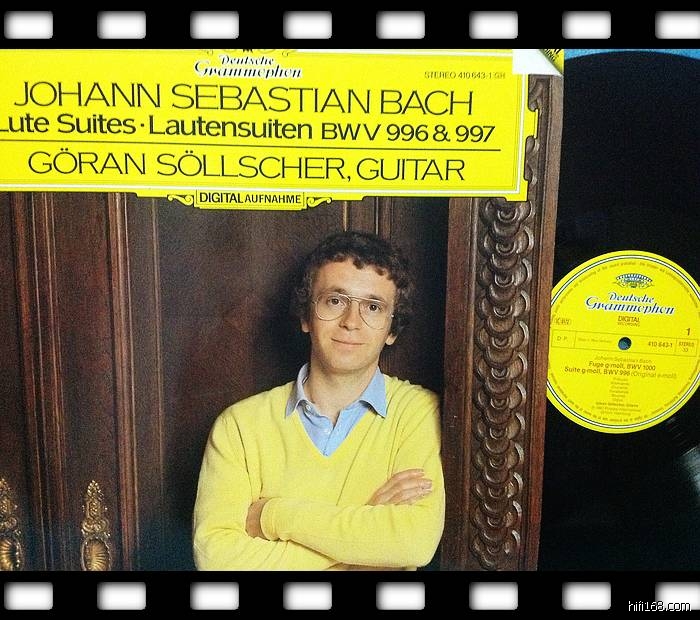 Deutsche
Grammophon
STEREO 410 643-1 GH
JOHANN SEBASTIAN BACH
Lute Suites · Lautensuiten BWV 996 & 997
GÖRAN SÖLLSCHER, GUITAR
DIGITAL AUFNAHME
Deutsche
Grammophon
DIGITAL
RECORDING
1
D.P.
410 643-1
STEREO
33
Johann Sebastian Bach
Fuge g-moll, BWV 1000
Suite g-moll, BWV 996 (Original e-moll)
hifi168.com